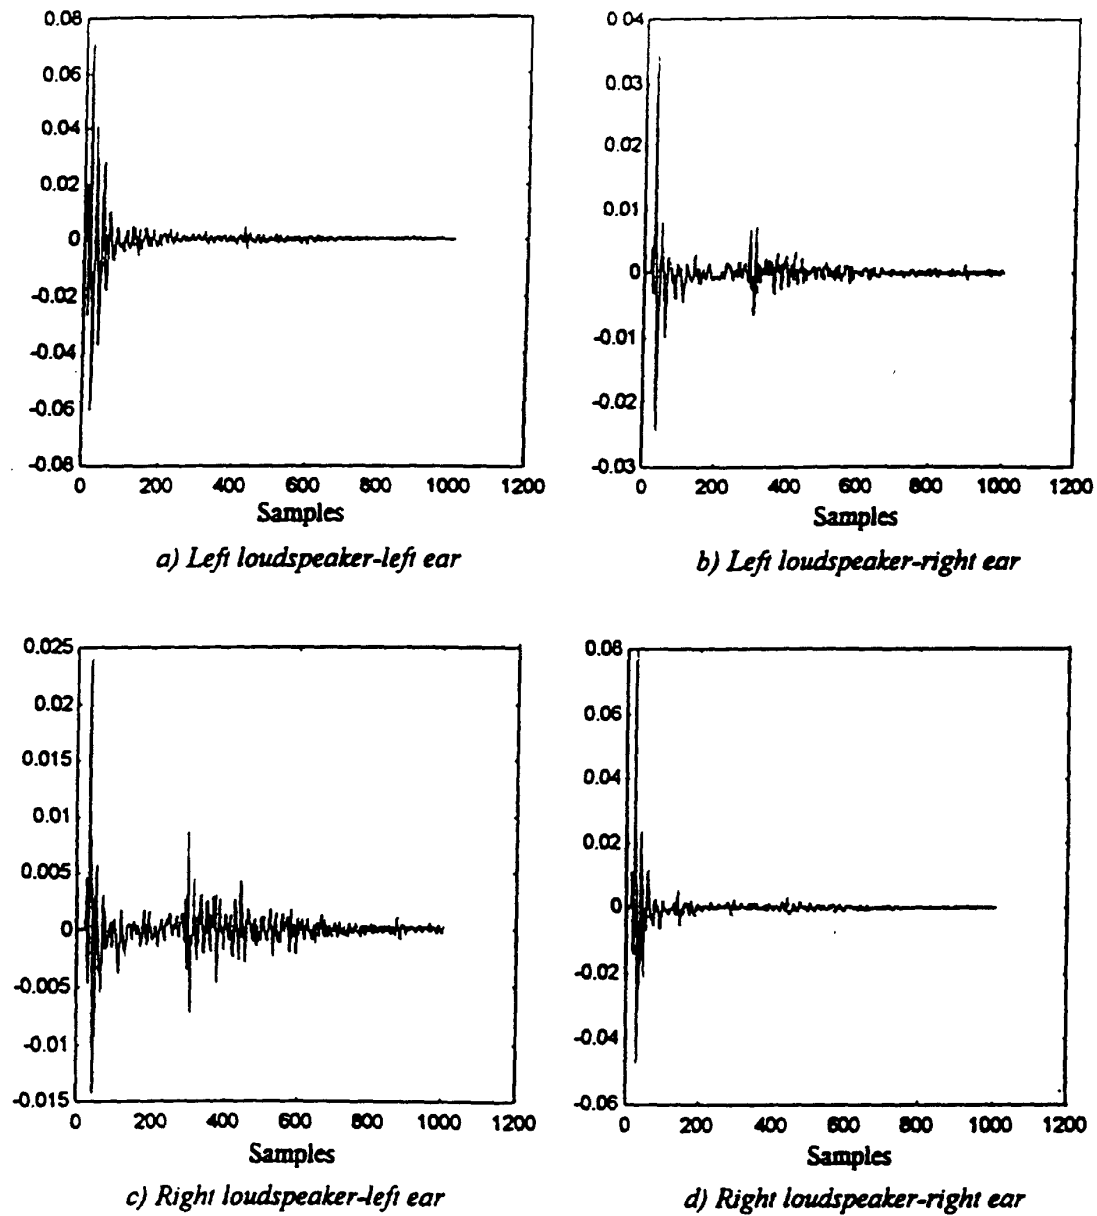 0.08
0.06
0.04
0.02
0
-0.02
-0.04
-0.06
-0.08
0 200 400 600 800 1000 1200
Samples
a) Left loudspeaker-left ear
0.04
0.03
0.02
0.01
0
-0.01
-0.02
-0.03
0 200 400 600 800 1000 1200
Samples
b) Left loudspeaker-right ear
0.025
0.02
0.015
0.01
0.005
0
-0.005
-0.01
-0.015
0 200 400 600 800 1000 1200
Samples
c) Right loudspeaker-left ear
0.08
0.06
0.04
0.02
0
-0.02
-0.04
-0.06
0 200 400 600 800 1000 1200
Samples
d) Right loudspeaker-right ear